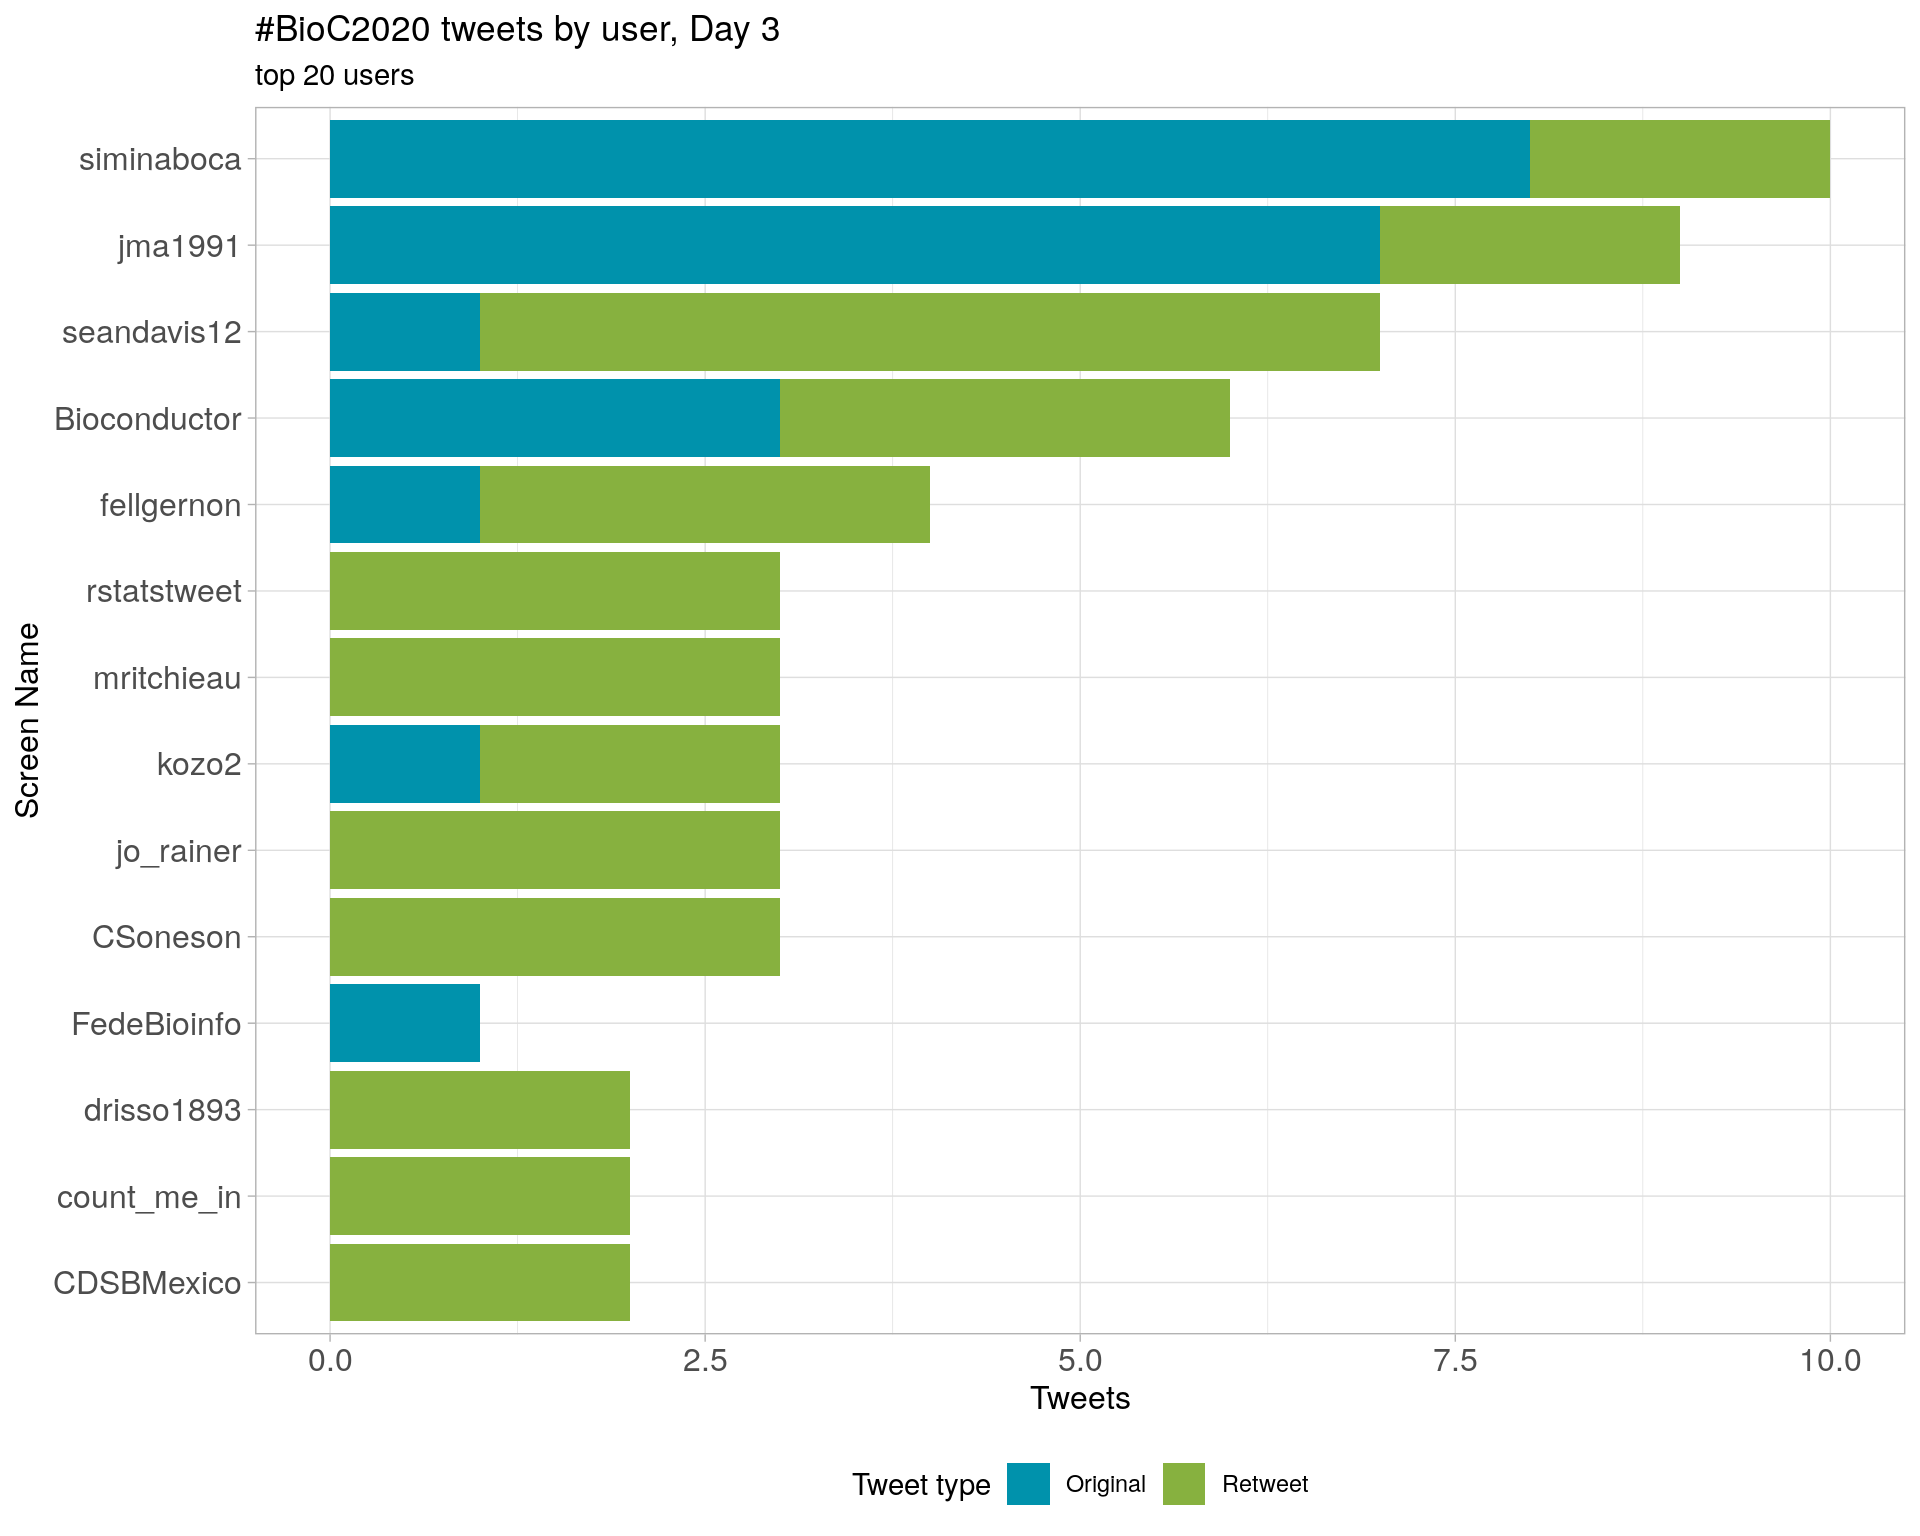 #BioC2020 tweets by user, Day 3
top 20 users
Screen Name
siminaboca
jma1991
seandavis12
Bioconductor
fellgernon
rstatstweet
mritchieau
kozo2
jo_rainer
CSoneson
FedeBioinfo
drisso1893
count_me_in
CDSBMexico
0.0 2.5 5.0 7.5 10.0
Tweets
Tweet type Original Retweet